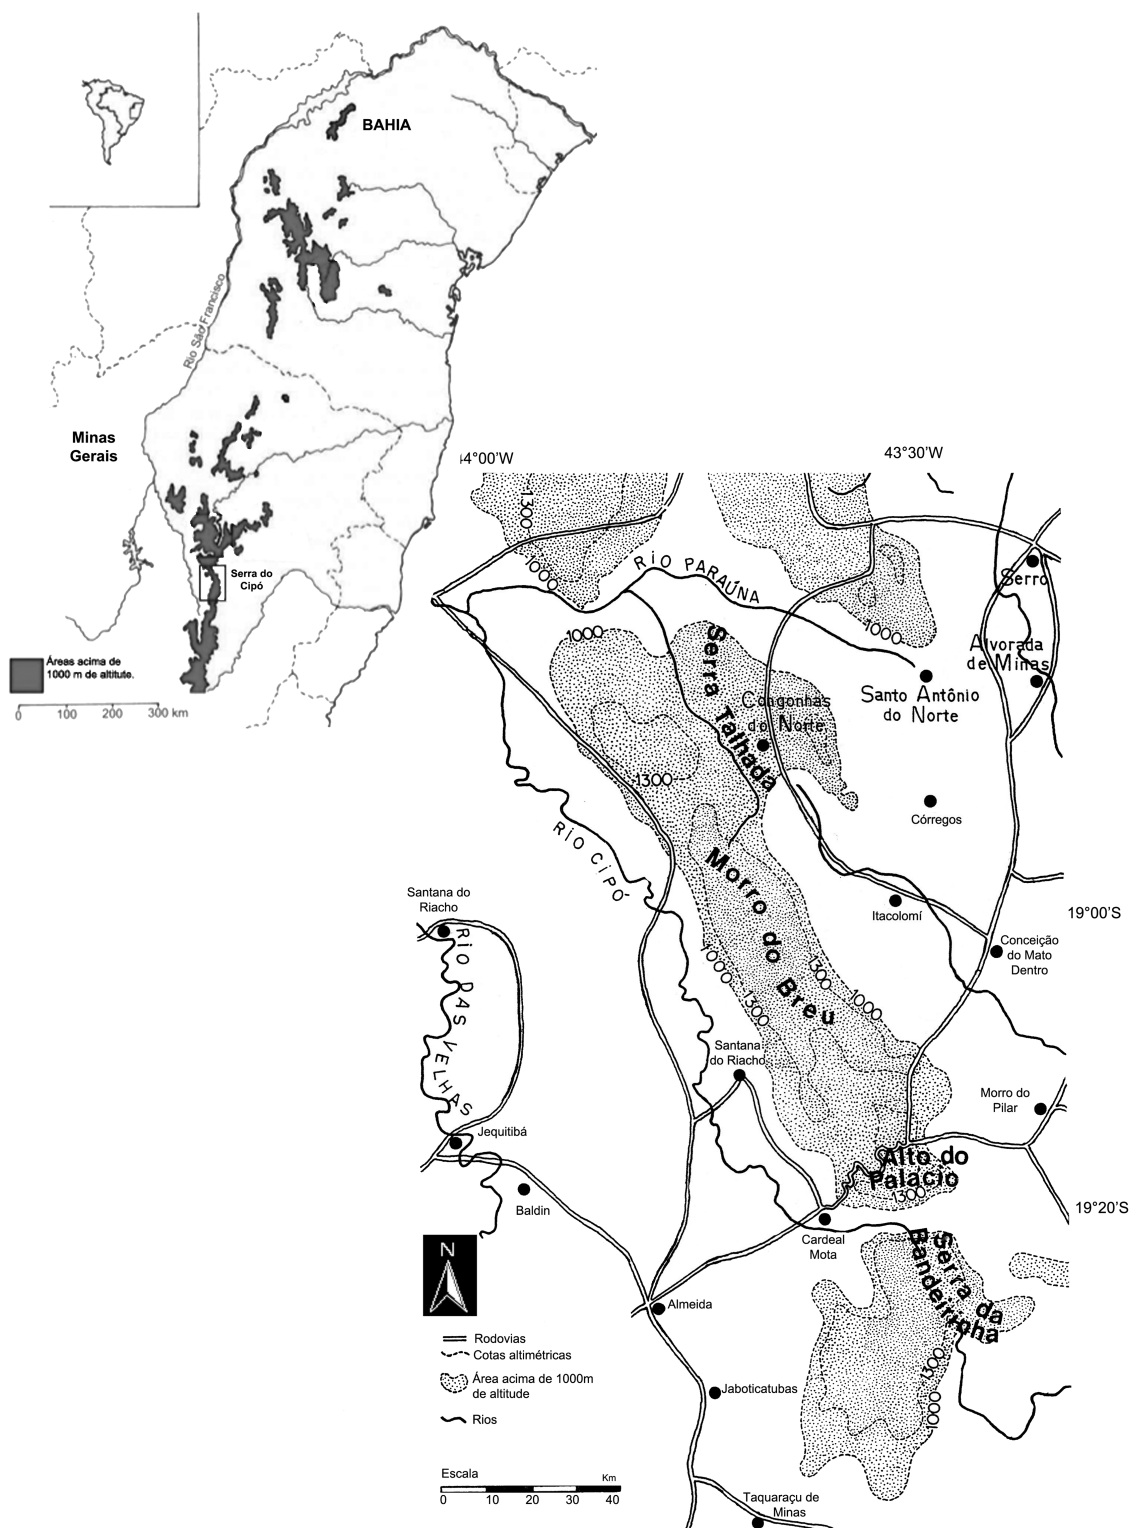 BAHIA
Rio São Francisco
Minas
Gerais
Serra do
Cipó
Áreas acima de
1000 m de altitute.
0 100 200 300 km
44°00'W
43°30'W
1300
1000
RÍO PARAÚNA
1000
1000
Serro
Alvorada
de Minas
Santo Antônio
do Norte
Serra Talhada
Congonhas
do Norte
1300
Córregos
RÍO CIPÓ
Morro do Breu
Itacolomí
19°00'S
Santana do
Riacho
RÍO DAS VELHAS
Conceição
do Mato
Dentro
1000
1300
1300
1000
Santana
do Riacho
Morro do
Pilar
Jequitibá
Alto do
Palacio
1300
Baldin
19°20'S
Cardeal
Mota
Serra da
Bandeirinha
N
Almeida
Rodovias
Cotas altimétricas
Área acima de 1000m
de altitude
Rios
1300
1000
Jaboticatubas
Escala
Km
0 10 20 30 40
Taquaraçu de
Minas